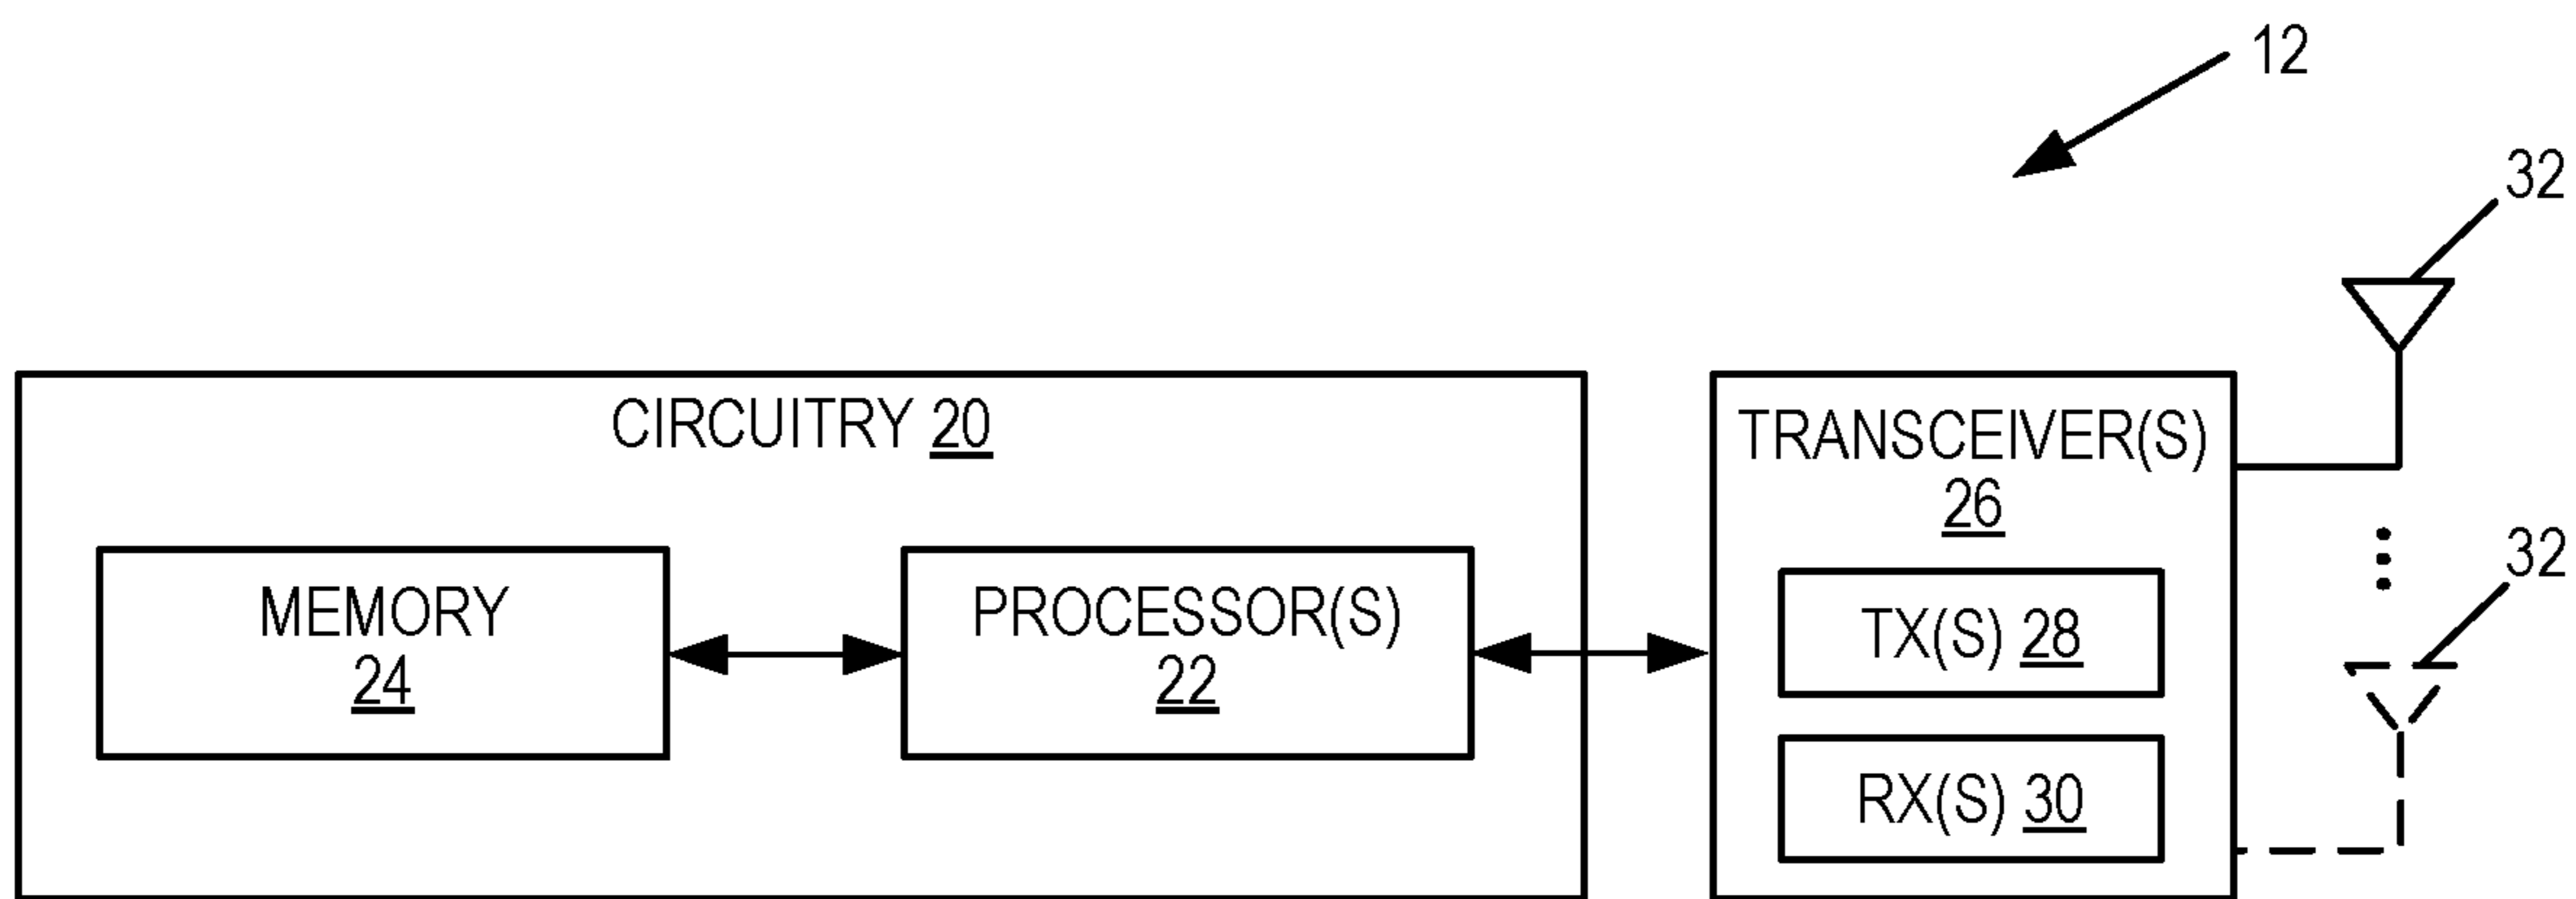 12
32
CIRCUITRY 20
TRANSCEIVER(S)
26
MEMORY
24
PROCESSOR(S)
22
TX(S) 28
32
RX(S) 30